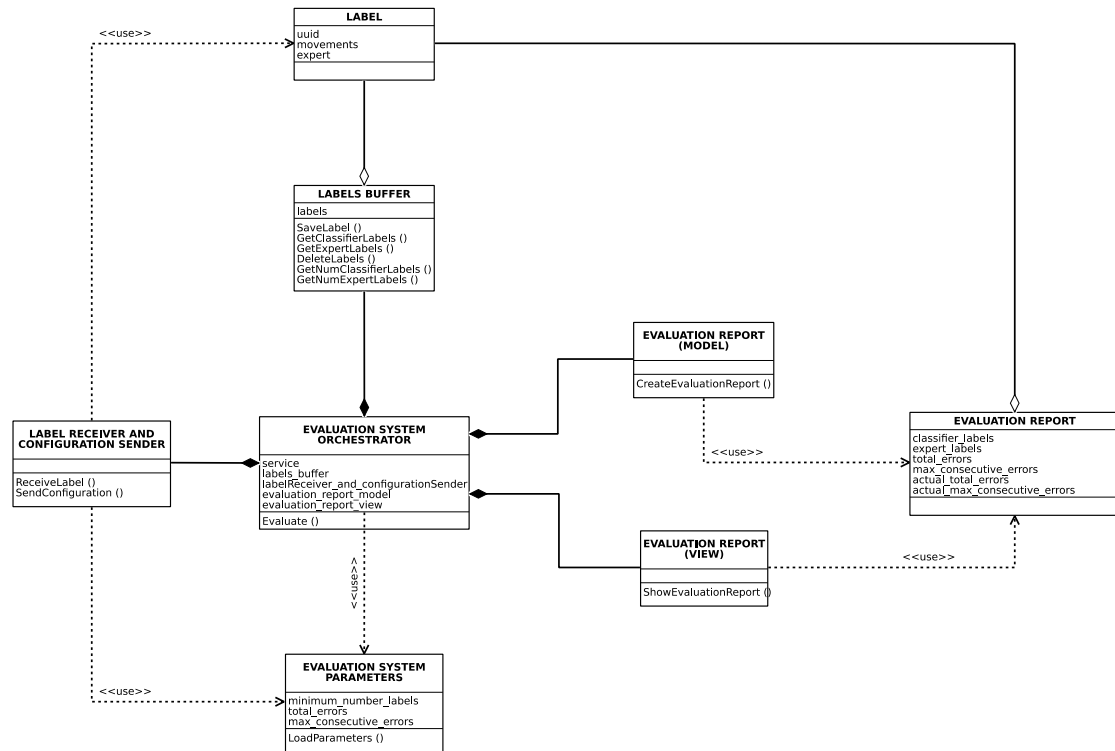 LABEL
uuid
movements
expert
<<use>>
LABELS BUFFER
labels
SaveLabel ()
GetClassifierLabels ()
GetExpertLabels ()
DeleteLabels ()
GetNumClassifierLabels ()
GetNumExpertLabels ()
EVALUATION REPORT
(MODEL)
CreateEvaluationReport ()
<<use>>
LABEL RECEIVER AND
CONFIGURATION SENDER
ReceiveLabel ()
SendConfiguration ()
EVALUATION SYSTEM
ORCHESTRATOR
service
labels_buffer
labelReceiver_and_configurationSender
evaluation_report_model
evaluation_report_view
Evaluate ()
EVALUATION REPORT
classifier_labels
expert_labels
total_errors
max_consecutive_errors
actual_total_errors
actual_max_consecutive_errors
EVALUATION REPORT
(VIEW)
ShowEvaluationReport ()
<<use>>
<<use>>
EVALUATION SYSTEM
PARAMETERS
minimum_number_labels
total_errors
max_consecutive_errors
LoadParameters ()
<<use>>